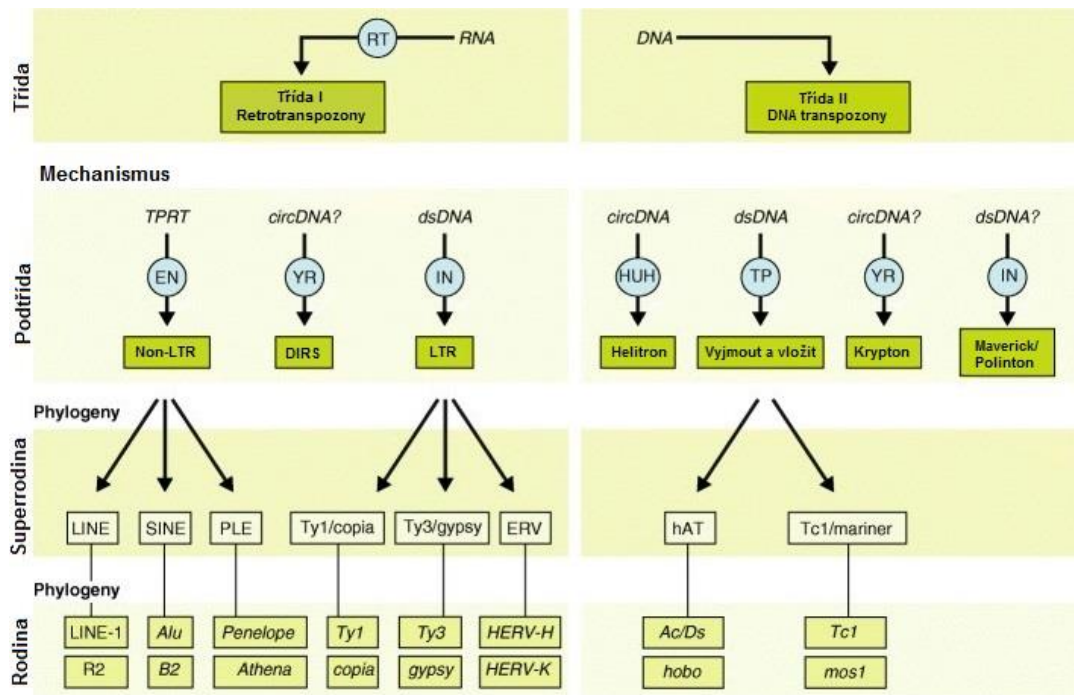 Třída
RT
RNA
DNA
Třída I
Retrotranspozony
Třída II
DNA transpozony
Mechanismus
Podtřída
TPRT
circDNA?
dsDNA
circDNA
dsDNA
circDNA?
dsDNA?
EN
YR
IN
HUH
TP
YR
IN
Non-LTR
DIRS
LTR
Helitron
Vyjmout a vložit
Krypton
Maverick/
Polinton
Phylogeny
Superrodina
LINE
SINE
PLE
Ty1/copia
Ty3/gypsy
ERV
hAT
Tc1/mariner
Phylogeny
Rodina
LINE-1
Alu
Penelope
Ty1
Ty3
HERV-H
Ac/Ds
Tc1
R2
B2
Athena
copia
gypsy
HERV-K
hobo
mos1